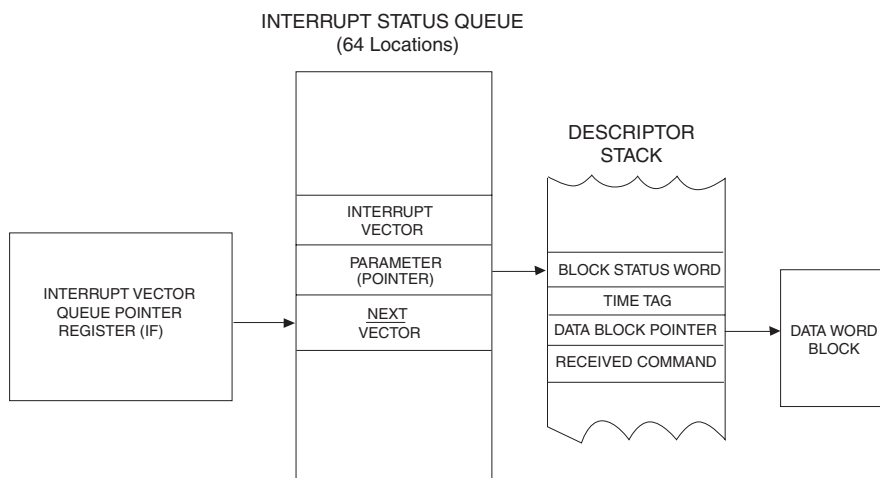 INTERRUPT STATUS QUEUE
(64 Locations)
DESCRIPTOR
STACK
INTERRUPT
VECTOR
PARAMETER
(POINTER)
NEXT
VECTOR
INTERRUPT VECTOR
QUEUE POINTER
REGISTER (IF)
BLOCK STATUS WORD
TIME TAG
DATA BLOCK POINTER
RECEIVED COMMAND
DATA WORD
BLOCK